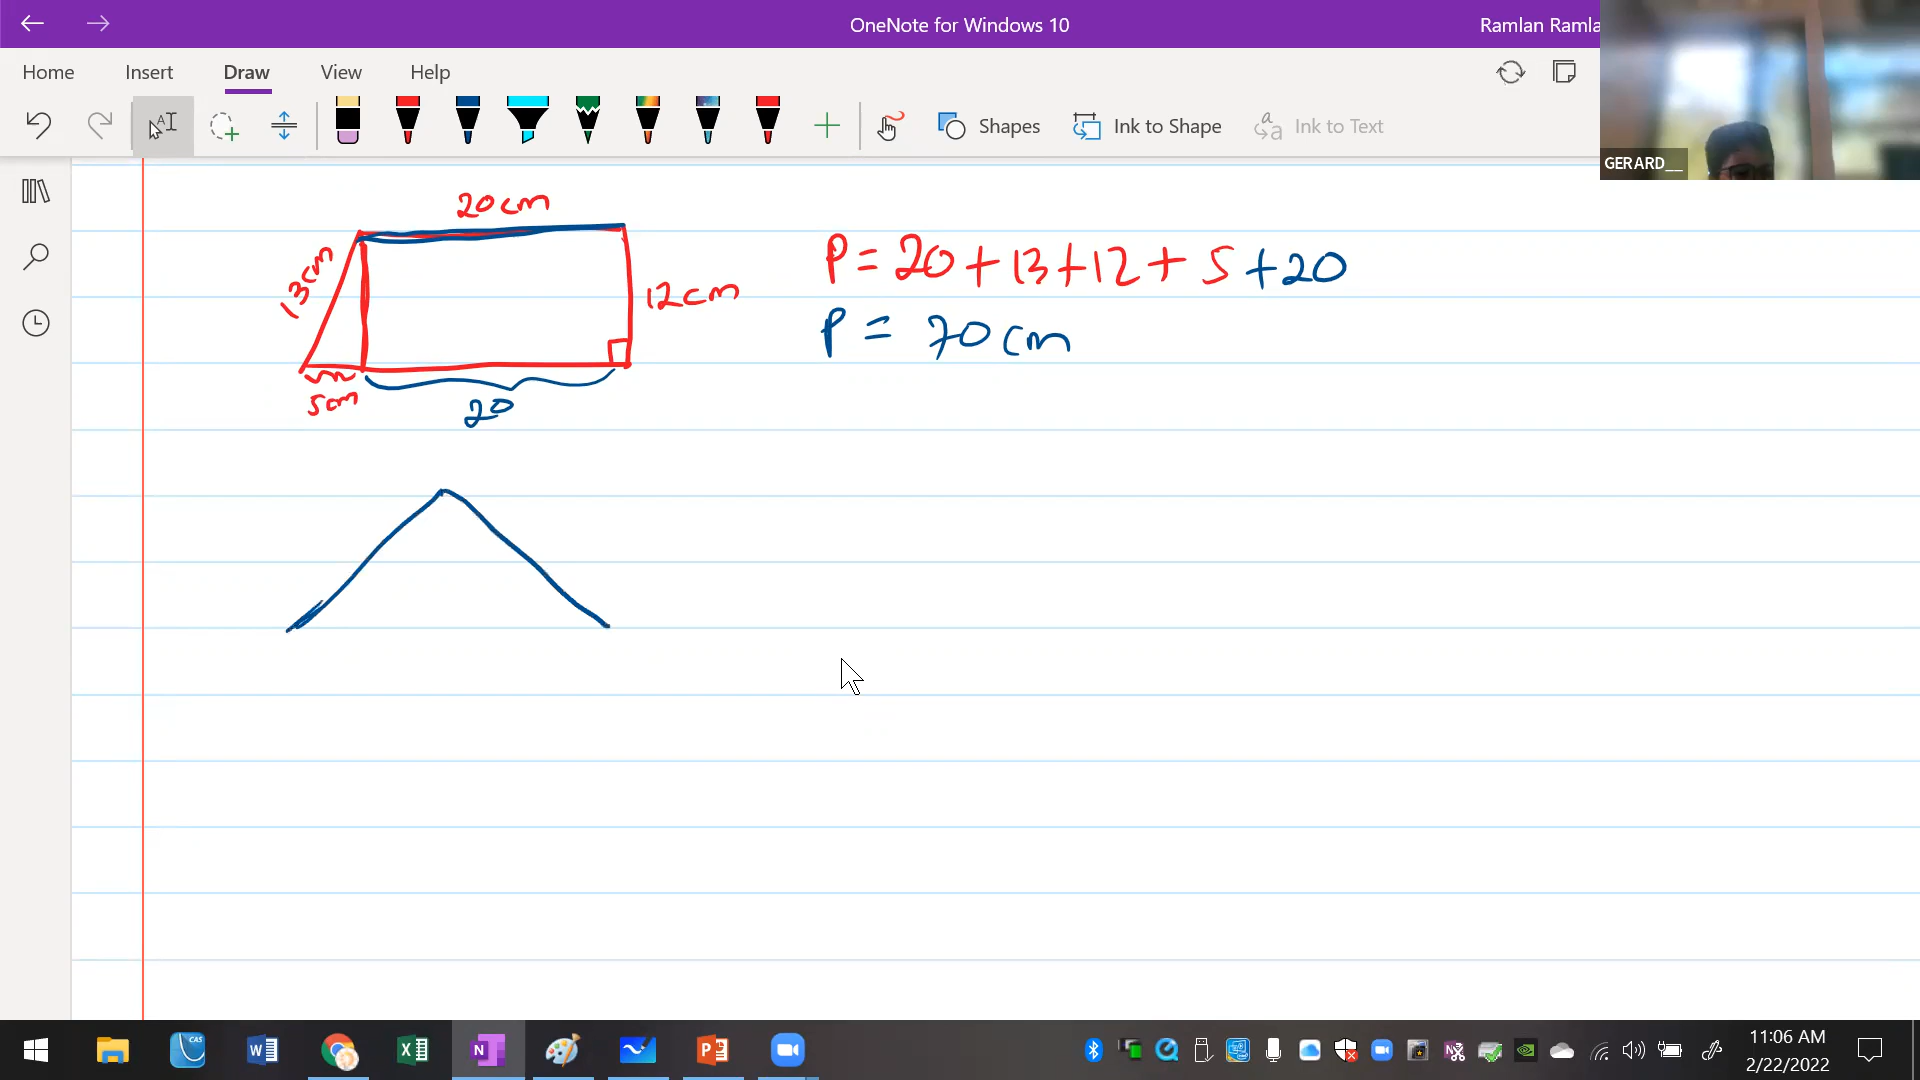 OneNote for Windows 10
Ramlan Ramla
Home Insert Draw View Help
Shapes Ink to Shape Ink to Text
GERARD__
20cm
13cm
12cm
5cm
20
P = 20 + 13 + 12 + 5 + 20
P = 70 cm
11:06 AM
2/22/2022